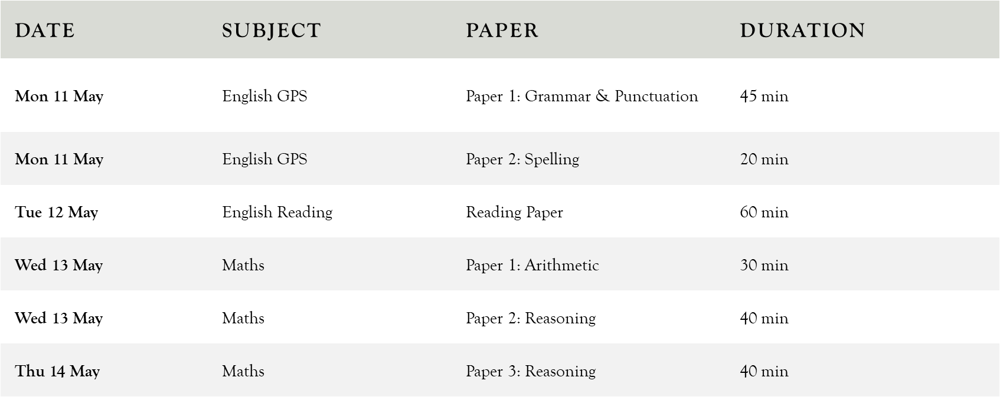 DATE SUBJECT PAPER DURATION
Mon 11 May English GPS Paper 1: Grammar & Punctuation 45 min
Mon 11 May English GPS Paper 2: Spelling 20 min
Tue 12 May English Reading Reading Paper 60 min
Wed 13 May Maths Paper 1: Arithmetic 30 min
Wed 13 May Maths Paper 2: Reasoning 40 min
Thu 14 May Maths Paper 3: Reasoning 40 min